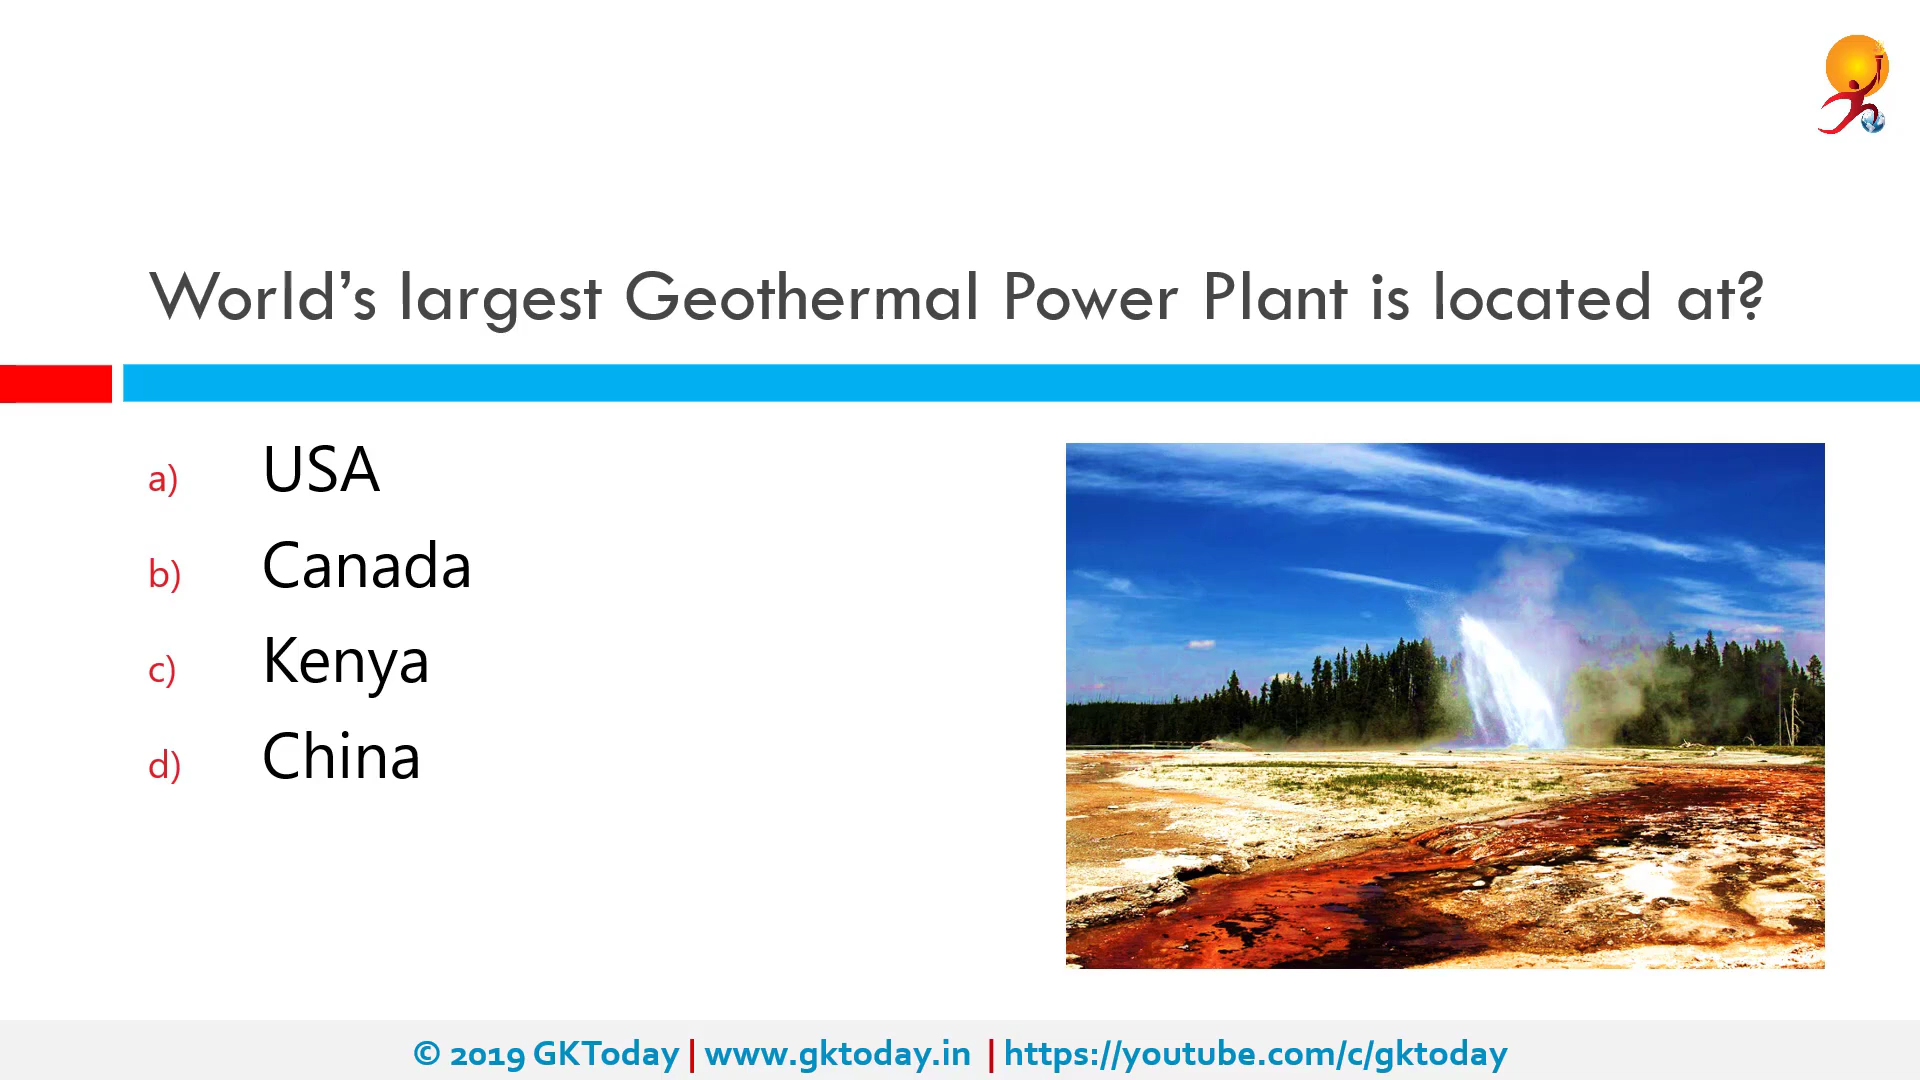 World’s largest Geothermal Power Plant is located at?
a) USA
b) Canada
c) Kenya
d) China
© 2019 GKToday | www.gktoday.in | https://youtube.com/c/gktoday